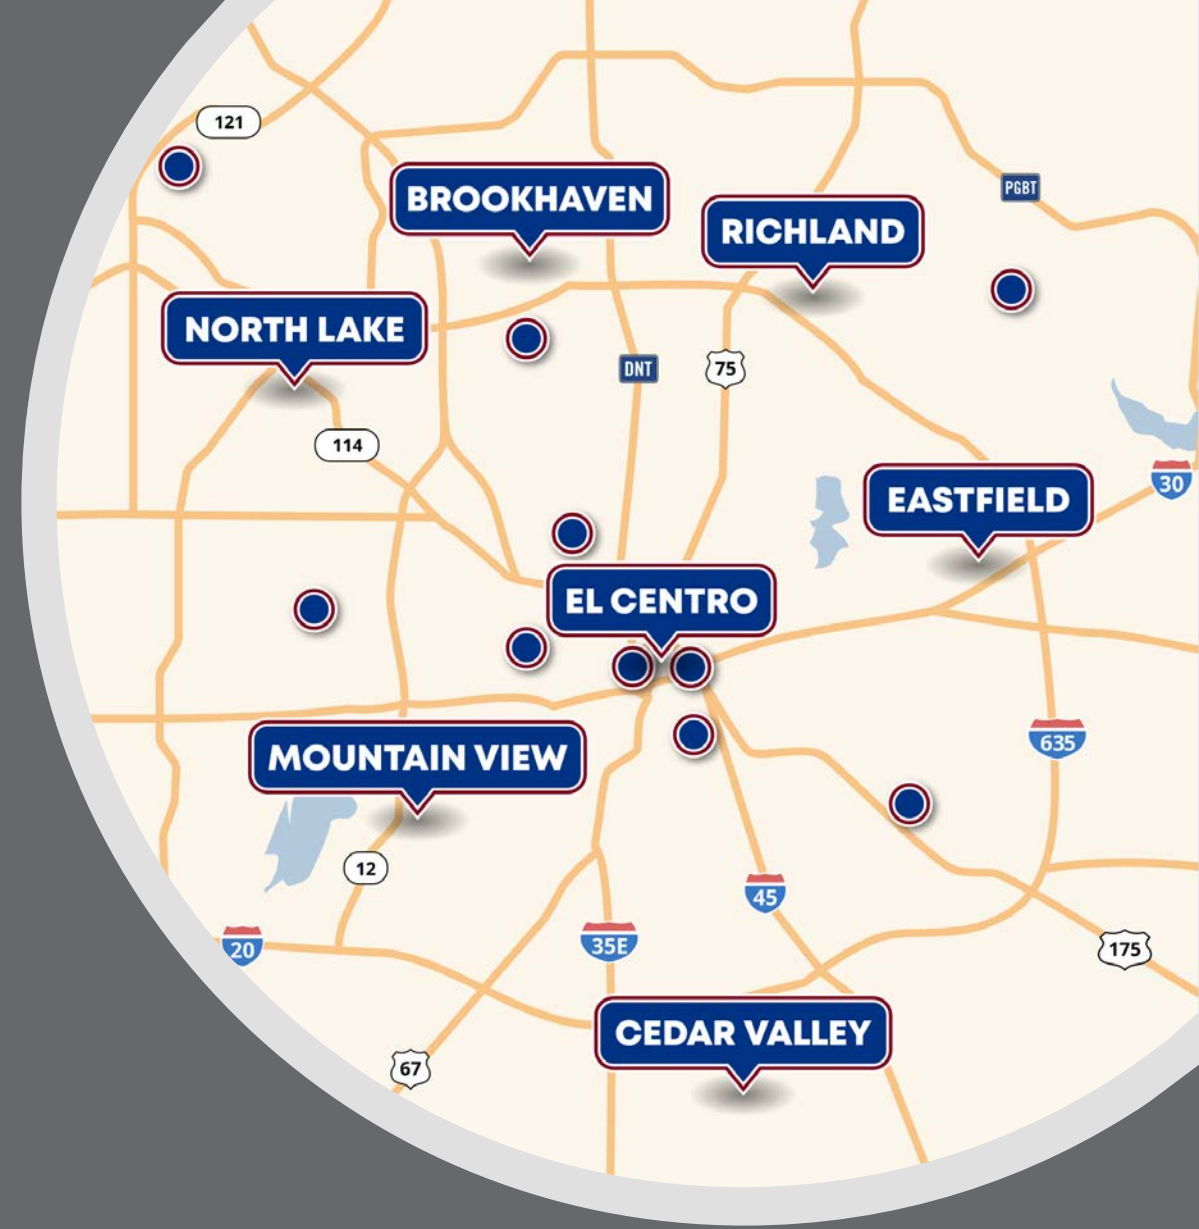 121
BROOKHAVEN
PGBT
RICHLAND
NORTH LAKE
DNT
75
114
30
EASTFIELD
EL CENTRO
635
MOUNTAIN VIEW
12
45
20
35E
175
CEDAR VALLEY
67